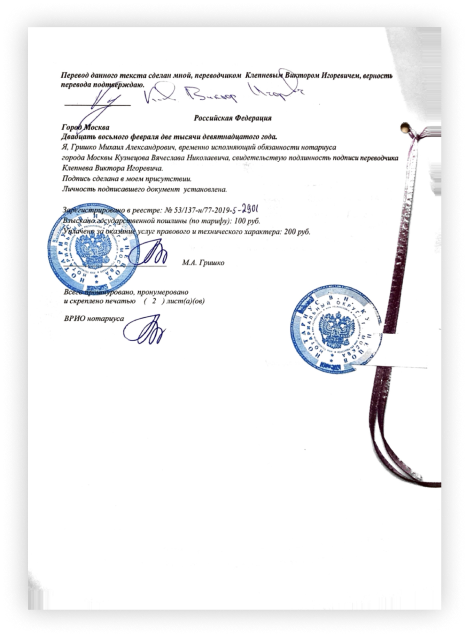 Перевод данного текста сделан мной, переводчиком Клепневым Виктором Игоревичем, верность
перевода подтверждаю.
Виктор Игоревич
Российская Федерация
Город Москва
Двадцать восьмого февраля две тысячи девятнадцатого года.
Я, Гришко Михаил Александрович, временно исполняющий обязанности нотариуса
города Москвы Кузнецова Вячеслава Николаевича, свидетельствую подлинность подписи переводчика
Клепнева Виктора Игоревича.
Подпись сделана в моем присутствии.
Личность подписавшего документ установлена.
Зарегистрировано в реестре: № 53/137-н/77-2019-5-2901
Взыскано государственной пошлины (по тарифу): 100 руб.
Уплачено за оказание услуг правового и технического характера: 200 руб.
М.А. Гришко
Всего прошнуровано, пронумеровано
и скреплено печатью ( 2 ) лист(а)(ов)
ВРИО нотариуса